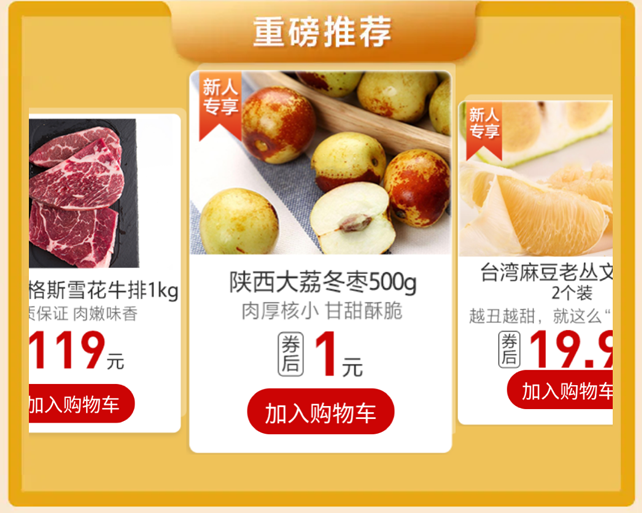 重磅推荐
格斯雪花牛排1kg
质保证 肉嫩味香
119元
加入购物车
新人
专享
陕西大荔冬枣500g
肉厚核小 甘甜酥脆
券后 1元
加入购物车
新人
专享
台湾麻豆老丛文
2个装
越丑越甜，就这么“
券后 19.9
加入购物车